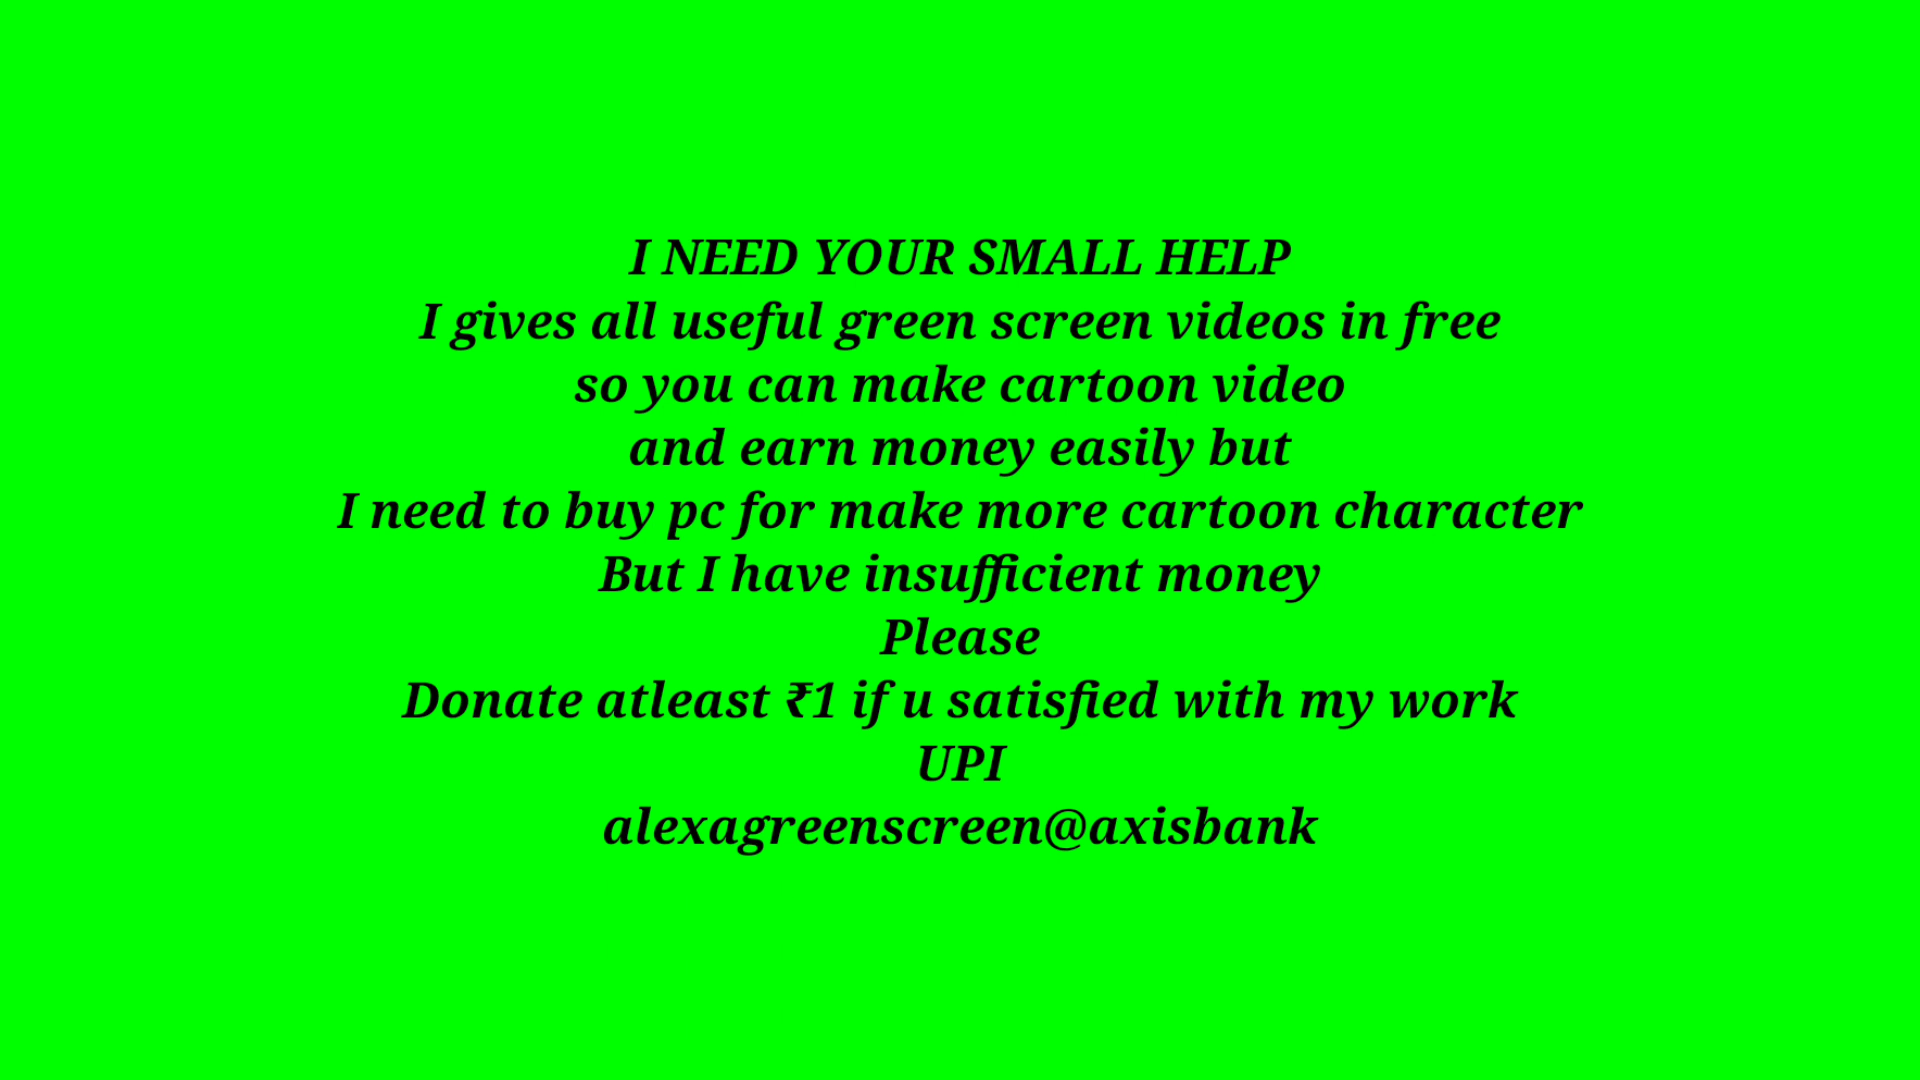 I NEED YOUR SMALL HELP
I gives all useful green screen videos in free
so you can make cartoon video
and earn money easily but
I need to buy pc for make more cartoon character
But I have insufficient money
Please
Donate atleast ₹1 if u satisfied with my work
UPI
alexagreenscreen@axisbank